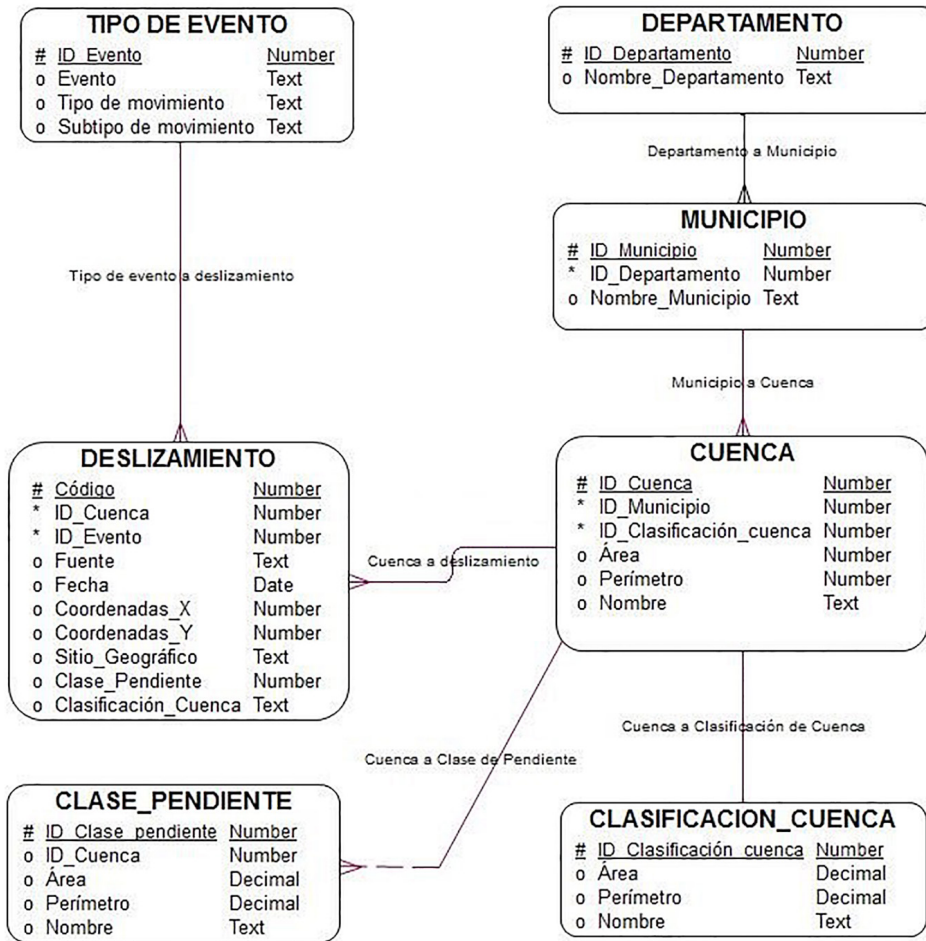 TIPO DE EVENTO
# ID_Evento Number
o Evento Text
o Tipo de movimiento Text
o Subtipo de movimiento Text
DEPARTAMENTO
# ID_Departamento Number
o Nombre_Departamento Text
Departamento a Municipio
MUNICIPIO
# ID_Municipio Number
* ID_Departamento Number
o Nombre_Municipio Text
Tipo de evento a deslizamiento
Municipio a Cuenca
DESLIZAMIENTO
# Código Number
* ID_Cuenca Number
* ID_Evento Number
o Fuente Text
o Fecha Date
o Coordenadas_X Number
o Coordenadas_Y Number
o Sitio_Geográfico Text
o Clase_Pendiente Number
o Clasificación_Cuenca Text
Cuenca a deslizamiento
CUENCA
# ID_Cuenca Number
* ID_Municipio Number
* ID_Clasificación_cuenca Number
o Área Number
o Perímetro Number
o Nombre Text
Cuenca a Clasificación de Cuenca
Cuenca a Clase de Pendiente
CLASE_PENDIENTE
# ID_Clase_pendiente Number
o ID_Cuenca Number
o Área Decimal
o Perímetro Decimal
o Nombre Text
CLASIFICACION_CUENCA
# ID_Clasificación_cuenca Number
o Área Decimal
o Perímetro Decimal
o Nombre Text